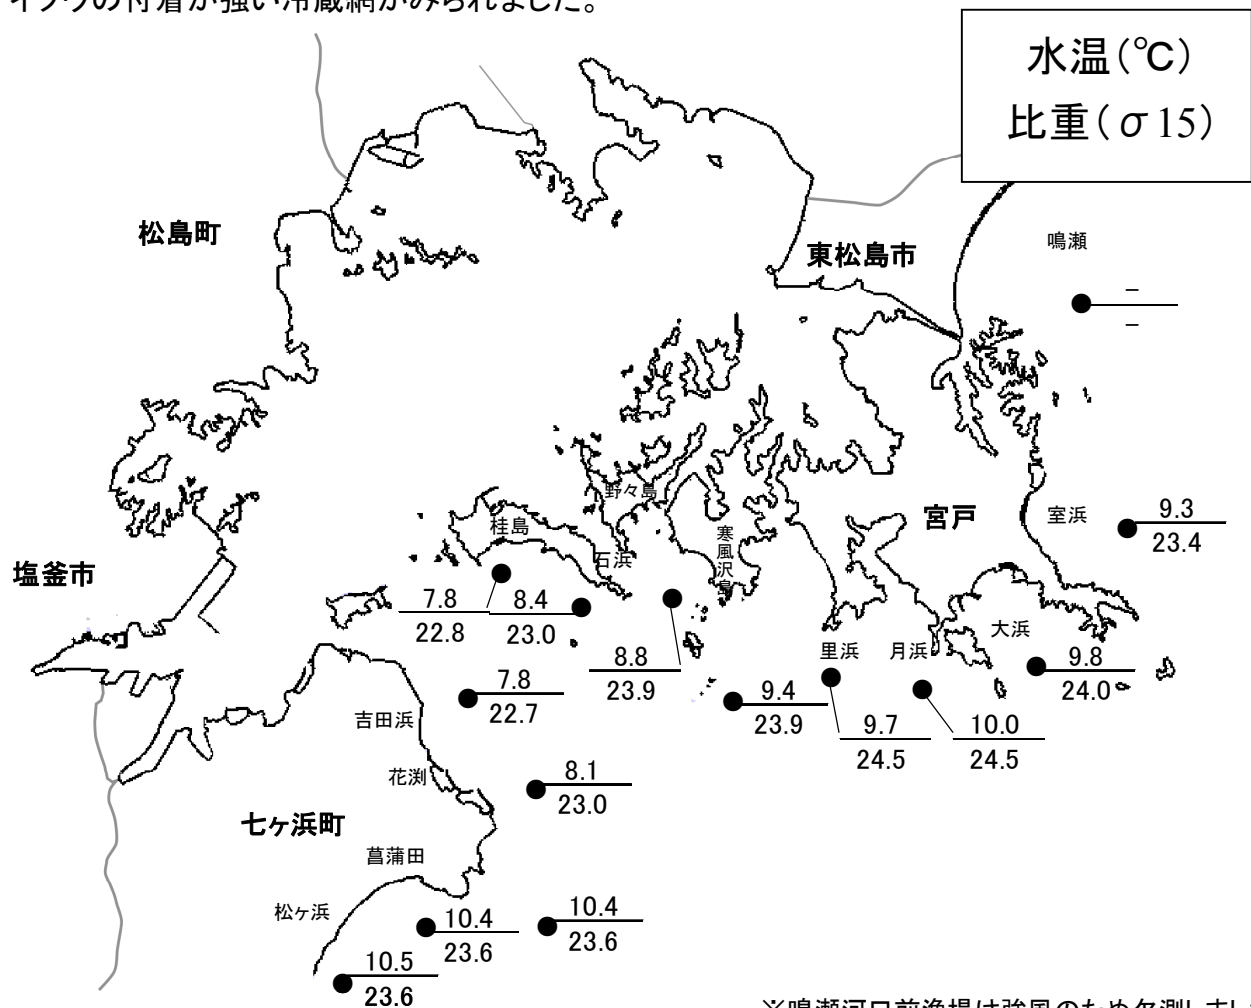 イソウの付着が強い冷蔵網がみられました。
水温(℃)
比重(σ15)
松島町
東松島市
鳴瀬
－
－
野々島
桂島
石浜
寒風沢島
宮戸
室浜
9.3
23.4
塩釜市
7.8
22.8
8.4
23.0
8.8
23.9
大浜
里浜
月浜
9.8
24.0
7.8
22.7
9.4
23.9
9.7
24.5
10.0
24.5
吉田浜
花渕
8.1
23.0
七ヶ浜町
菖蒲田
松ヶ浜
10.4
23.6
10.4
23.6
10.5
23.6
※鳴瀬河口前漁場は強風のため欠測しまし